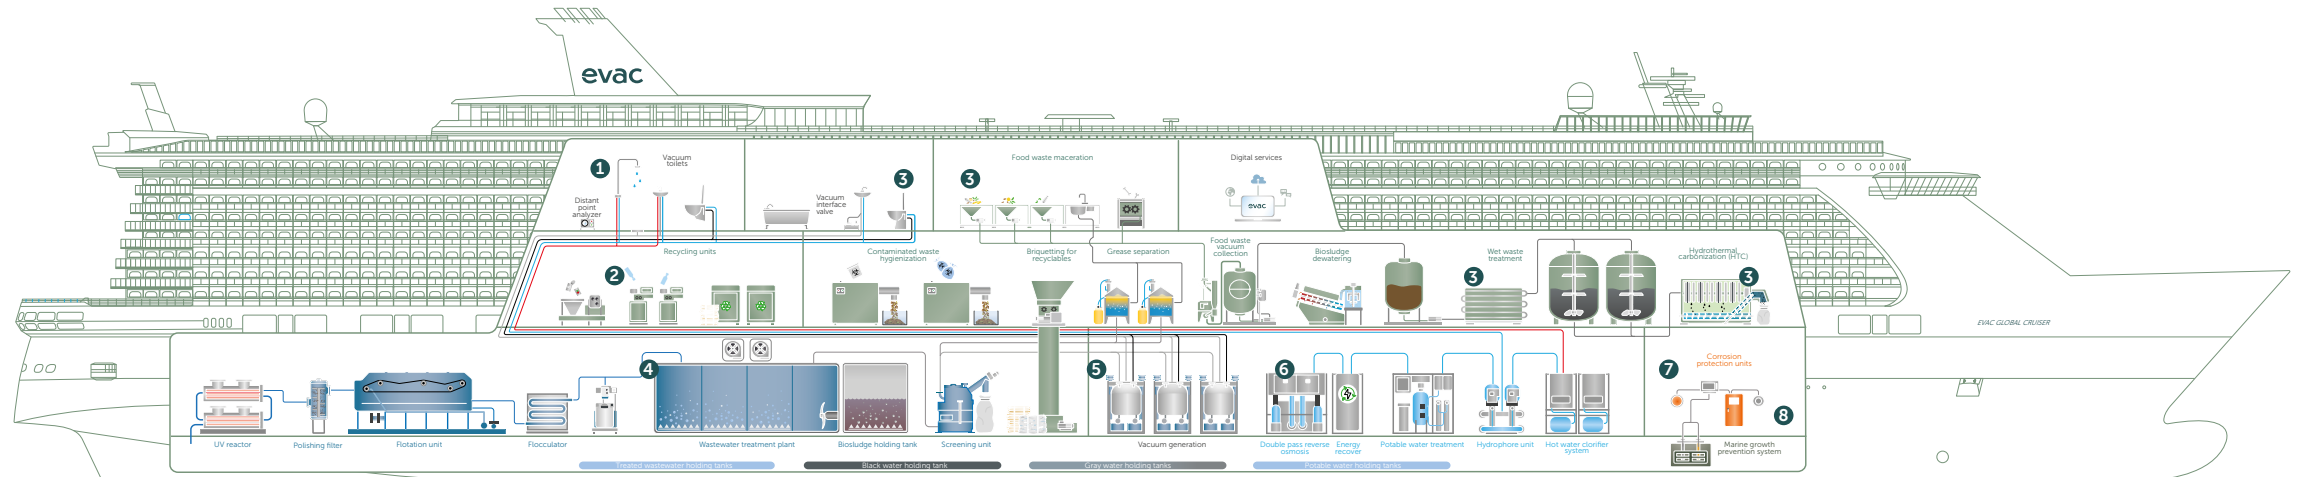 evac
1
Vacuum
toilets
Distant
point
analyzer
Vacuum
interface
valve
3
3
Food waste maceration
Digital services
evac
Recycling units
2
Contaminated waste
hygienization
Briquetting for
recyclables
Grease separation
Food waste
vacuum
collection
Biosludge
dewatering
Wet waste
treatment
3
Hydrothermal
carbonization (HTC)
3
EVAC GLOBAL CRUISER
4
5
6
Corrosion
protection units
7
8
UV reactor
Polishing filter
Flotation unit
Flocculator
Wastewater treatment plant
Biosludge holding tank
Screening unit
Vacuum generation
Double pass reverse
osmosis
Energy
recover
Potable water treatment
Hydrophore unit
Hot water clorifier
system
Marine growth
prevention system
Treased wastewater holding tanks
Black water holding tank
Gray water holding tanks
Potable water holding tanks